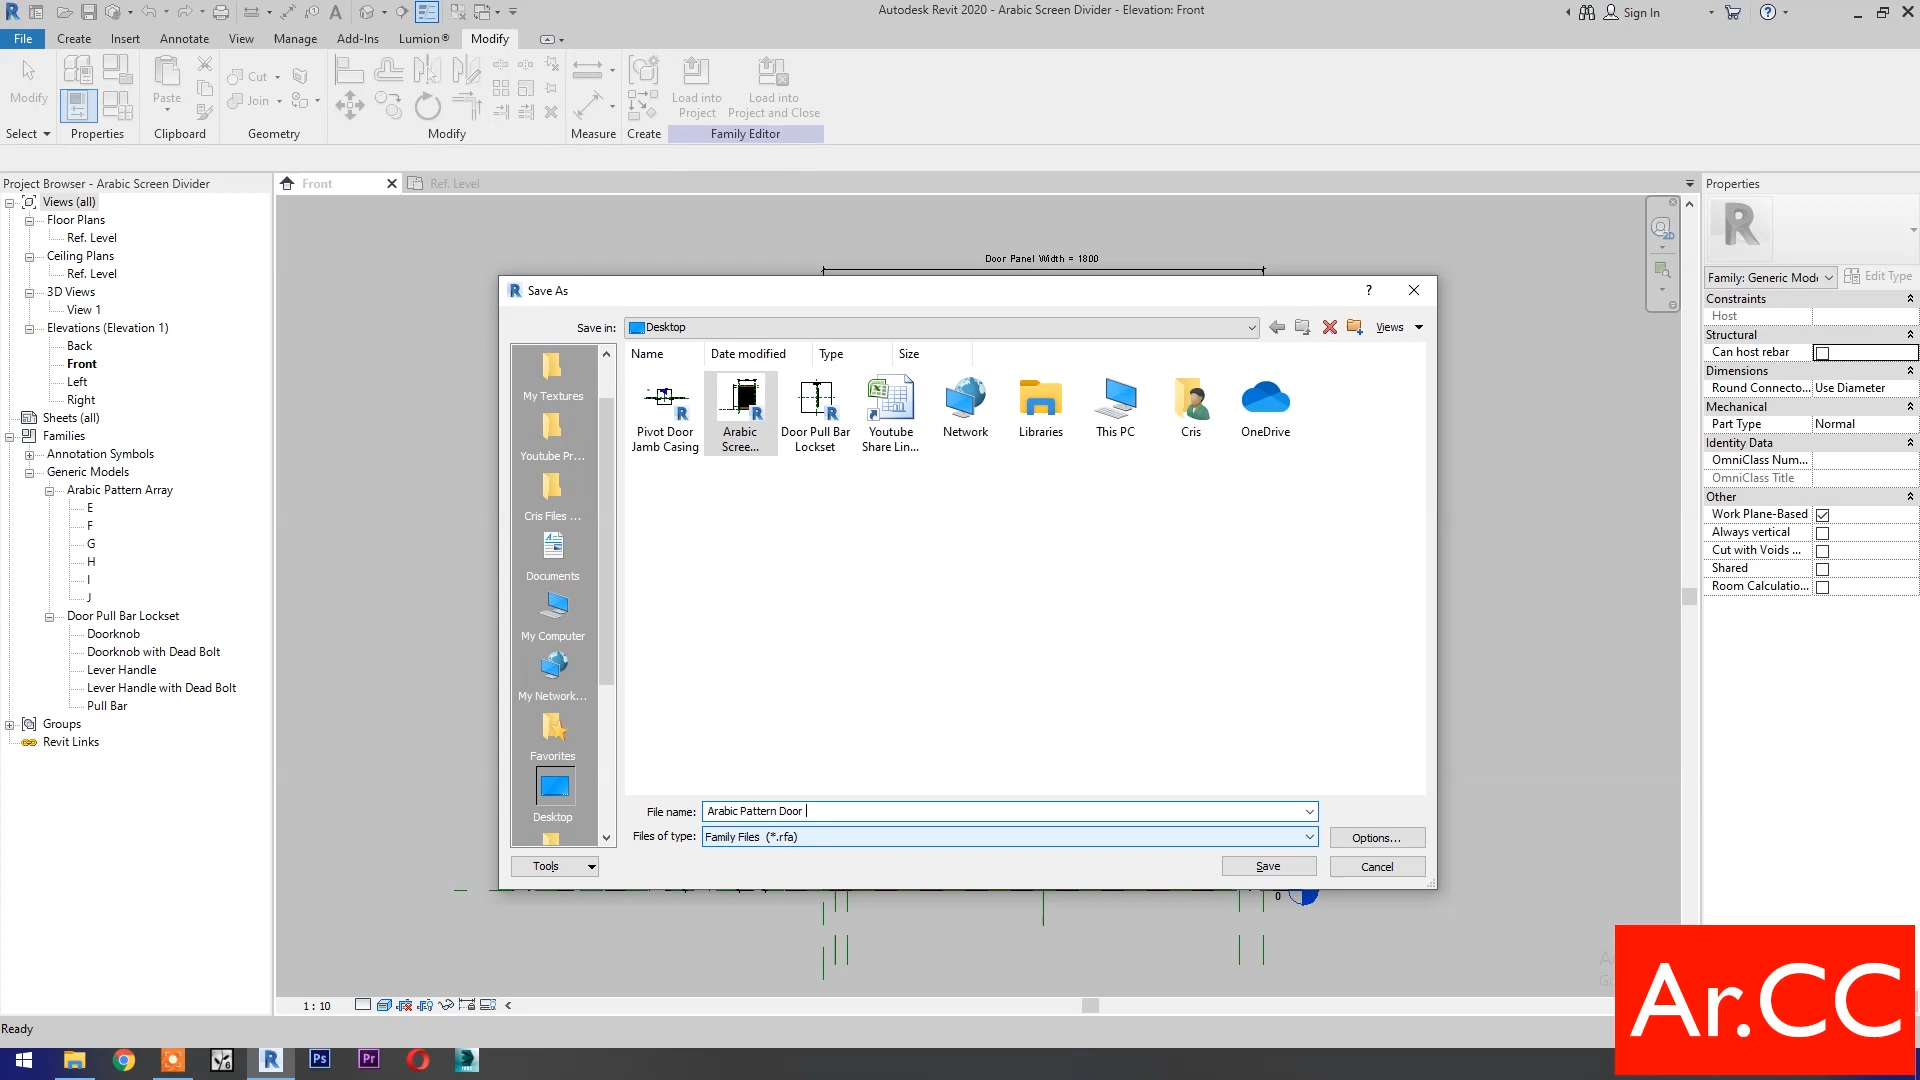 Autodesk Revit 2020 - Arabic Screen Divider - Elevation: Front
Sign In
File
Create
Insert
Annotate
View
Manage
Add-Ins
Lumion®
Modify
Modify
Paste
Cut
Join
Load into
Project
Load into
Project and Close
Select
Properties
Clipboard
Geometry
Modify
Measure
Create
Family Editor
Project Browser - Arabic Screen Divider
Front
Ref. Level
Properties
Views (all)
Floor Plans
Ref. Level
Ceiling Plans
Ref. Level
3D Views
View 1
Elevations (Elevation 1)
Back
Front
Left
Right
Sheets (all)
Families
Annotation Symbols
Generic Models
Arabic Pattern Array
E
F
G
H
I
J
Door Pull Bar Lockset
Doorknob
Doorknob with Dead Bolt
Lever Handle
Lever Handle with Dead Bolt
Pull Bar
Groups
Revit Links
Door Panel Width = 1800
Save As
?
Save in:
Desktop
Views
Name
Date modified
Type
Size
My Textures
Youtube Pr...
Cris Files ...
Documents
My Computer
My Network...
Favorites
Desktop
Pivot Door
Jamb Casing
Arabic
Scree...
Door Pull Bar
Lockset
Youtube
Share Lin...
Network
Libraries
This PC
Cris
OneDrive
File name:
Arabic Pattern Door
Files of type:
Family Files (*.rfa)
Options...
Tools
Save
Cancel
0
2D
Family: Generic Mode
Edit Type
Constraints
Host
Structural
Can host rebar
Dimensions
Round Connecto...
Use Diameter
Mechanical
Part Type
Normal
Identity Data
OmniClass Num...
OmniClass Title
Other
Work Plane-Based
Always vertical
Cut with Voids ...
Shared
Room Calculatio...
1 : 10
Ready
Ps
Pr
Ar.CC